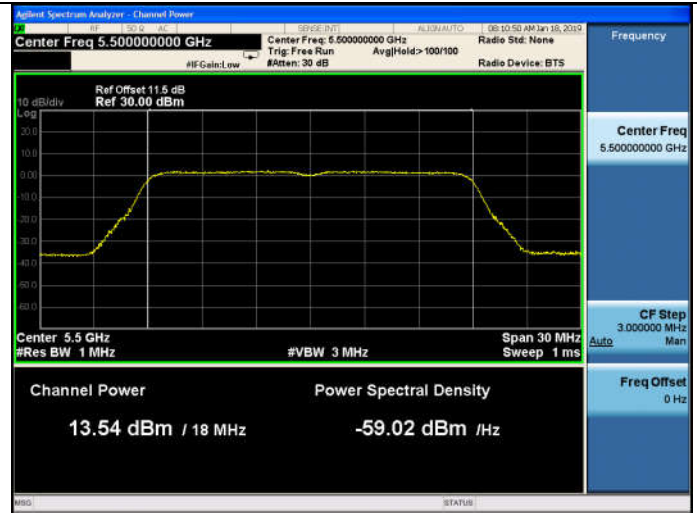 Agilent Spectrum Analyzer - Channel Power
RF 50 Ω AC SENSE:INT ALIGN AUTO 08:10:50 AM Jan 18, 2019
Center Freq 5.500000000 GHz
Center Freq: 5.500000000 GHz Radio Std: None
Trig: Free Run Avg|Hold:> 100/100
#IFGain:Low #Atten: 30 dB Radio Device: BTS
Frequency
Ref Offset 11.5 dB
10 dB/div Ref 30.00 dBm
Log
20.0
10.0
0.00
-10.0
-20.0
-30.0
-40.0
-50.0
-60.0
Center Freq
5.500000000 GHz
Center 5.5 GHz Span 30 MHz
#Res BW 1 MHz #VBW 3 MHz Sweep 1 ms
CF Step
3.000000 MHz
Auto Man
Channel Power Power Spectral Density
13.54 dBm / 18 MHz -59.02 dBm /Hz
Freq Offset
0 Hz
MSG STATUS